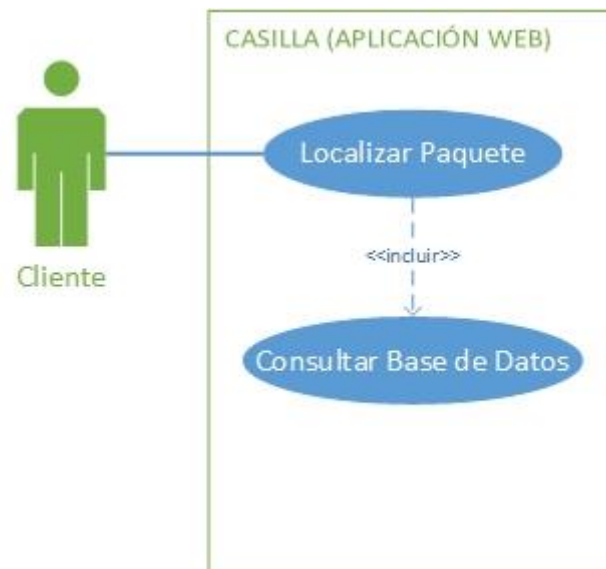 CASILLA (APLICACIÓN WEB)
Localizar Paquete
<<incluir>>
Cliente
Consultar Base de Datos